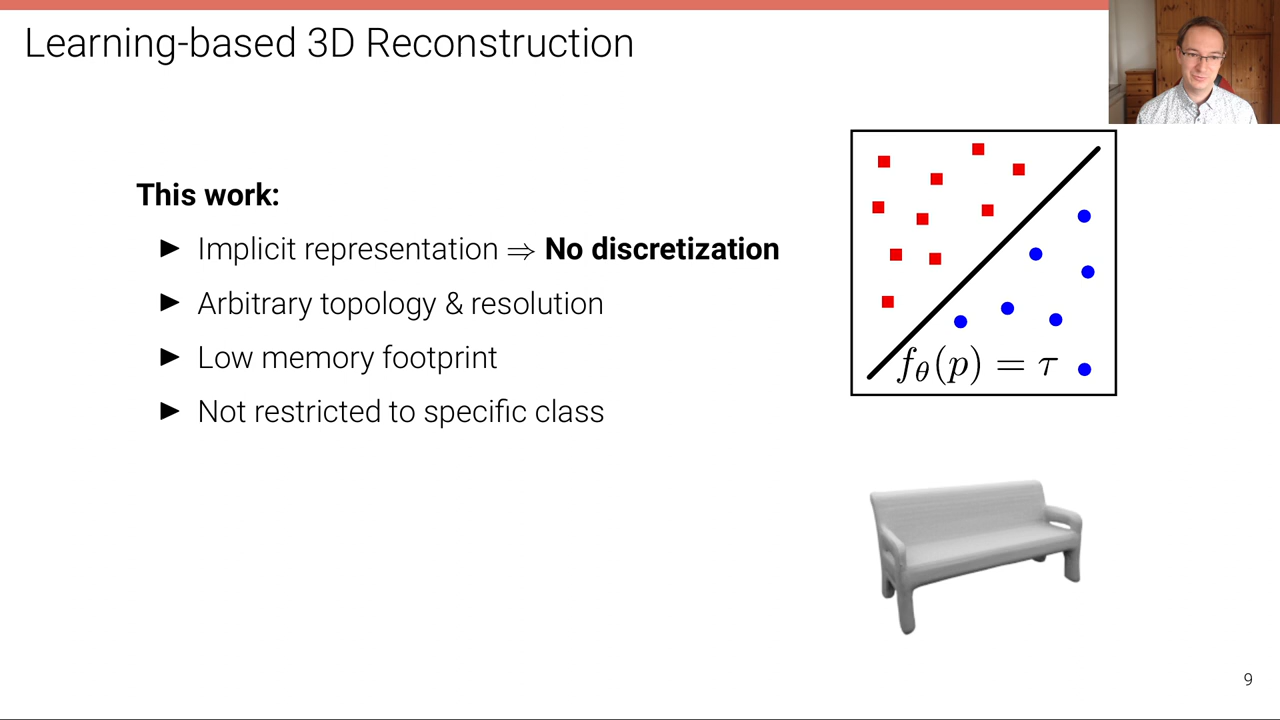 Learning-based 3D Reconstruction
This work:
▶ Implicit representation ⇒ No discretization
▶ Arbitrary topology & resolution
▶ Low memory footprint
▶ Not restricted to specific class
fθ(p) = τ
9